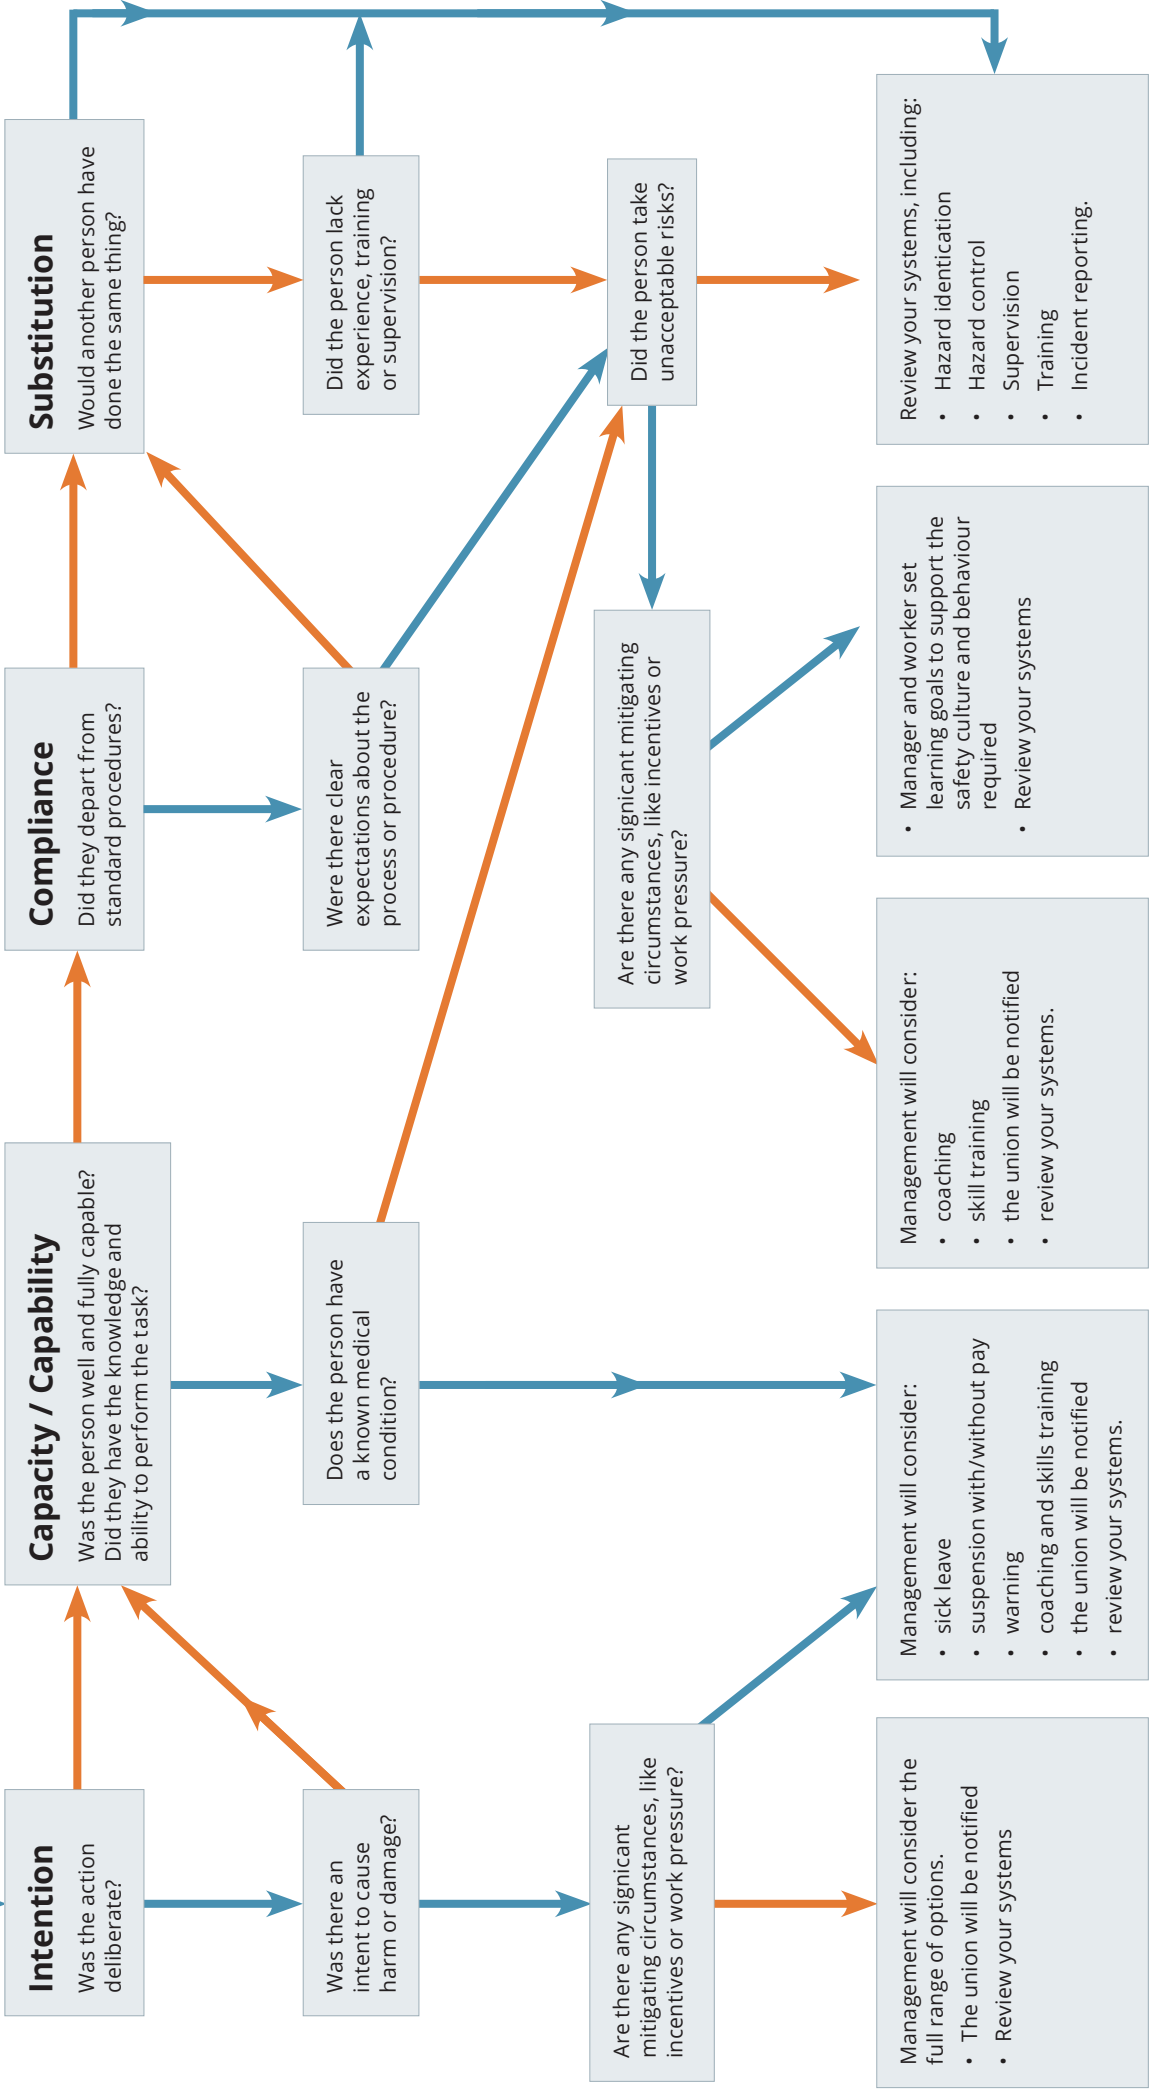 Intention
Was the action
deliberate?
Capacity / Capability
Was the person well and fully capable?
Did they have the knowledge and
ability to perform the task?
Compliance
Did they depart from
standard procedures?
Substitution
Would another person have
done the same thing?
Was there an
intent to cause
harm or damage?
Does the person have
a known medical
condition?
Were there clear
expectations about the
process or procedure?
Did the person lack
experience, training
or supervision?
Are there any signicant
mitigating circumstances, like
incentives or work pressure?
Are there any signicant mitigating
circumstances, like incentives or
work pressure?
Did the person take
unacceptable risks?
Management will consider the
full range of options.
• The union will be notified
• Review your systems
Management will consider:
• sick leave
• suspension with/without pay
• warning
• coaching and skills training
• the union will be notified
• review your systems.
Management will consider:
• coaching
• skill training
• the union will be notified
• review your systems.
• Manager and worker set
learning goals to support the
safety culture and behaviour
required
• Review your systems
Review your systems, including:
• Hazard identication
• Hazard control
• Supervision
• Training
• Incident reporting.